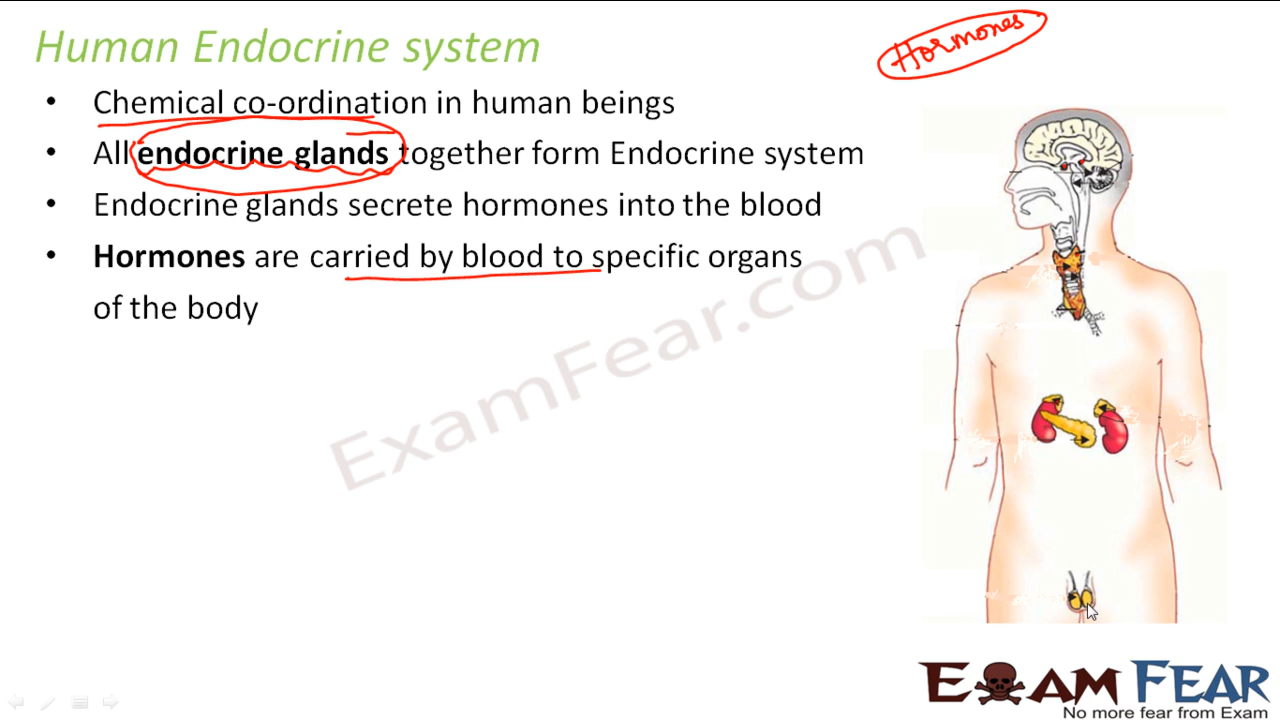 Human Endocrine system
Hormones
• Chemical co-ordination in human beings
• All endocrine glands together form Endocrine system
• Endocrine glands secrete hormones into the blood
• Hormones are carried by blood to specific organs
of the body
ExamFear.com
EXAM FEAR
No more fear from Exam